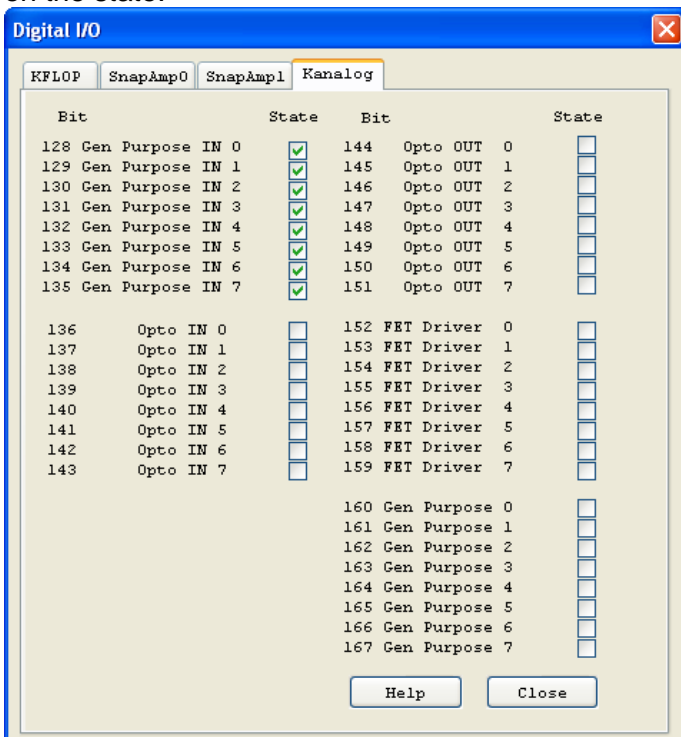 on the state.
Digital I/O
KFLOP SnapAmp0 SnapAmp1 Kanalog
Bit State
128 Gen Purpose IN 0
129 Gen Purpose IN 1
130 Gen Purpose IN 2
131 Gen Purpose IN 3
132 Gen Purpose IN 4
133 Gen Purpose IN 5
134 Gen Purpose IN 6
135 Gen Purpose IN 7
136 Opto IN 0
137 Opto IN 1
138 Opto IN 2
139 Opto IN 3
140 Opto IN 4
141 Opto IN 5
142 Opto IN 6
143 Opto IN 7
Bit State
144 Opto OUT 0
145 Opto OUT 1
146 Opto OUT 2
147 Opto OUT 3
148 Opto OUT 4
149 Opto OUT 5
150 Opto OUT 6
151 Opto OUT 7
152 FET Driver 0
153 FET Driver 1
154 FET Driver 2
155 FET Driver 3
156 FET Driver 4
157 FET Driver 5
158 FET Driver 6
159 FET Driver 7
160 Gen Purpose 0
161 Gen Purpose 1
162 Gen Purpose 2
163 Gen Purpose 3
164 Gen Purpose 4
165 Gen Purpose 5
166 Gen Purpose 6
167 Gen Purpose 7
Help Close